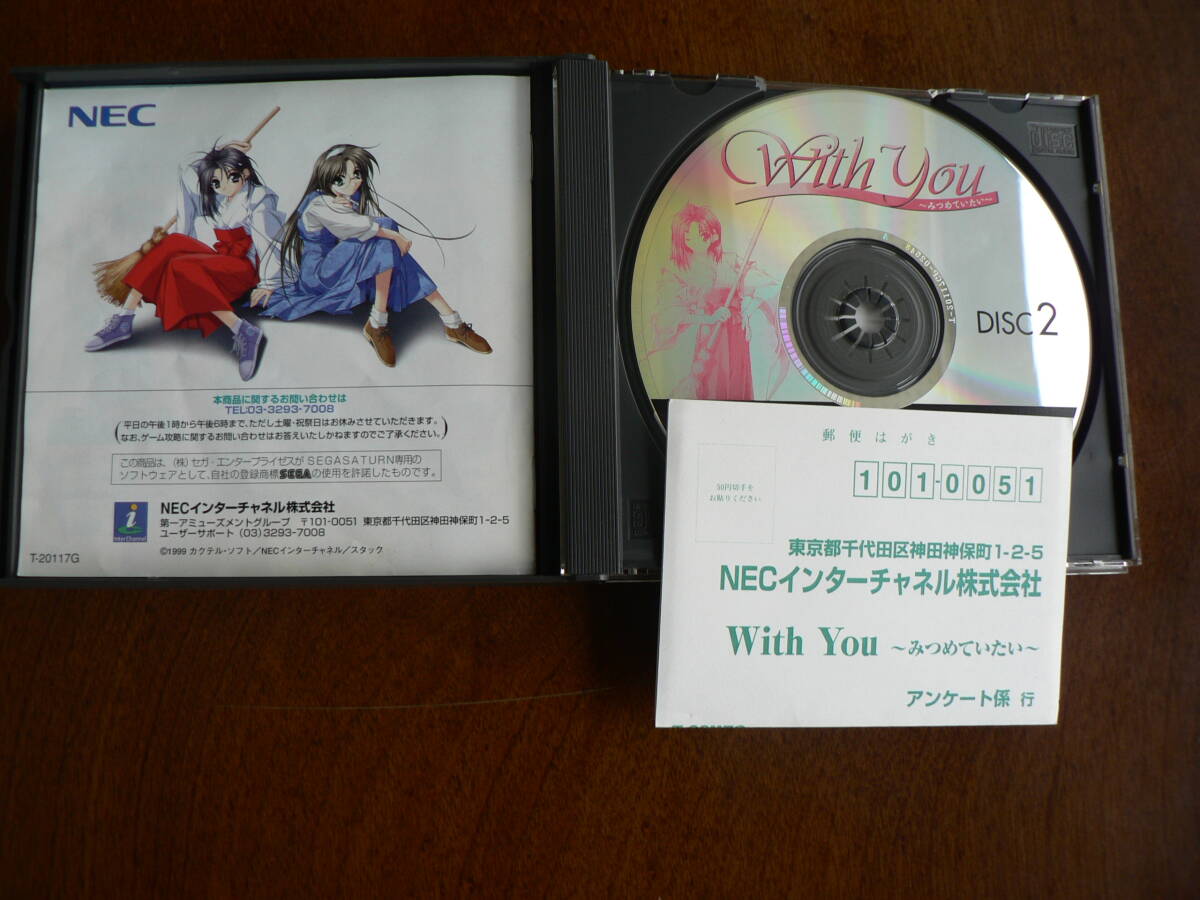 NEC
本商品に関するお問い合わせは
TEL:03-3293-7008
(平日の午後1時から午後6時まで、ただし土曜・祝祭日はお休みさせていただきます。
なお、ゲーム攻略に関するお問い合わせはお答えいたしかねますのでご了承ください。)
この商品は、(株)セガ・エンタープライゼスがSEGASATURN専用の
ソフトウェアとして、自社の登録商標SEGAの使用を許諾したものです。
i
InterChannel
NECインターチャネル株式会社
第一アミューズメントグループ 〒101-0051 東京都千代田区神田神保町1-2-5
ユーザーサポート (03)3293-7008
©1999 カクテル・ソフト/NECインターチャネル/スタック
T-20117G
disc
With You
~みつめていたい~
DISC2
郵便はがき
50円切手を
お貼りください
101-0051
東京都千代田区神田神保町1-2-5
NECインターチャネル株式会社
With You ~みつめていたい~
アンケート係 行